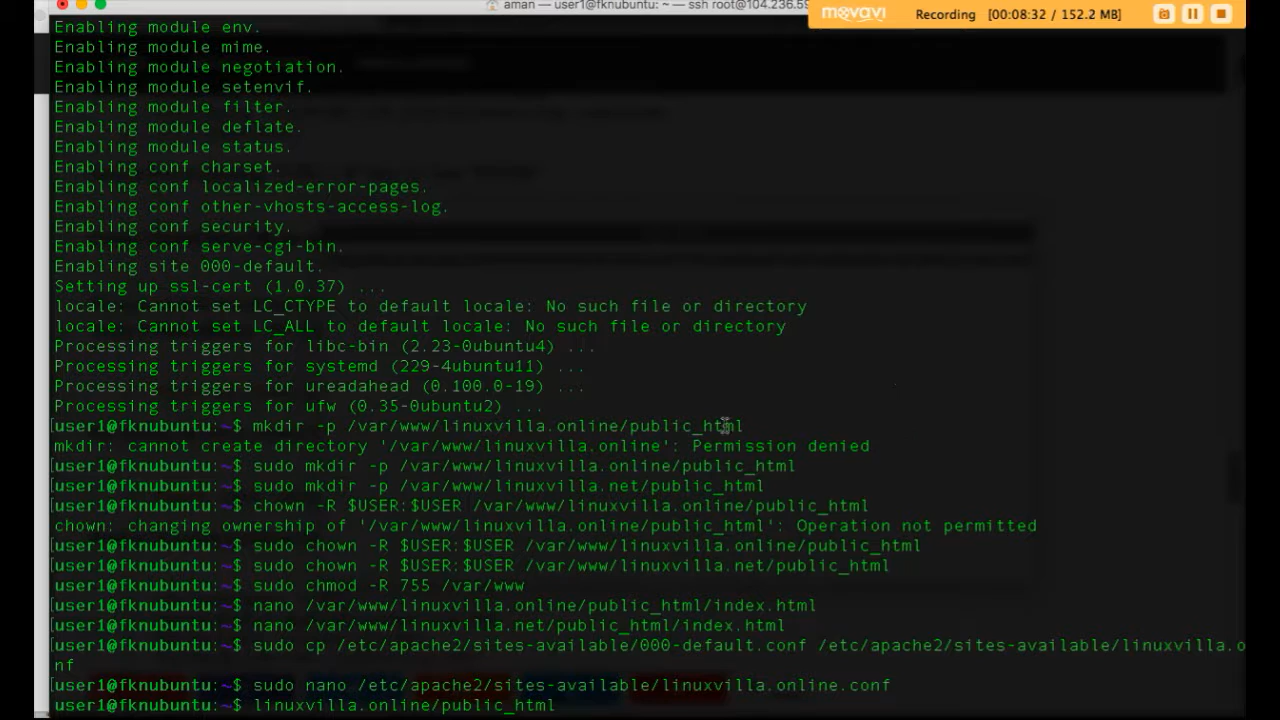 aman — user1@fknubuntu: ~ — ssh root@104.236.59
movavi
Recording [00:08:32 / 152.2 MB]
Enabling module env.
Enabling module mime.
Enabling module negotiation.
Enabling module setenvif.
Enabling module filter.
Enabling module deflate.
Enabling module status.
Enabling conf charset.
Enabling conf localized-error-pages.
Enabling conf other-vhosts-access-log.
Enabling conf security.
Enabling conf serve-cgi-bin.
Enabling site 000-default.
Setting up ssl-cert (1.0.37) ...
locale: Cannot set LC_CTYPE to default locale: No such file or directory
locale: Cannot set LC_ALL to default locale: No such file or directory
Processing triggers for libc-bin (2.23-0ubuntu4) ...
Processing triggers for systemd (229-4ubuntu11) ...
Processing triggers for ureadahead (0.100.0-19) ...
Processing triggers for ufw (0.35-0ubuntu2) ...
[user1@fknubuntu:~$ mkdir -p /var/www/linuxvilla.online/public_html
mkdir: cannot create directory '/var/www/linuxvilla.online': Permission denied
[user1@fknubuntu:~$ sudo mkdir -p /var/www/linuxvilla.online/public_html
[user1@fknubuntu:~$ sudo mkdir -p /var/www/linuxvilla.net/public_html
[user1@fknubuntu:~$ chown -R $USER:$USER /var/www/linuxvilla.online/public_html
chown: changing ownership of '/var/www/linuxvilla.online/public_html': Operation not permitted
[user1@fknubuntu:~$ sudo chown -R $USER:$USER /var/www/linuxvilla.online/public_html
[user1@fknubuntu:~$ sudo chown -R $USER:$USER /var/www/linuxvilla.net/public_html
[user1@fknubuntu:~$ sudo chmod -R 755 /var/www
[user1@fknubuntu:~$ nano /var/www/linuxvilla.online/public_html/index.html
[user1@fknubuntu:~$ nano /var/www/linuxvilla.net/public_html/index.html
[user1@fknubuntu:~$ sudo cp /etc/apache2/sites-available/000-default.conf /etc/apache2/sites-available/linuxvilla.o
nf
[user1@fknubuntu:~$ sudo nano /etc/apache2/sites-available/linuxvilla.online.conf
user1@fknubuntu:~$ linuxvilla.online/public_html